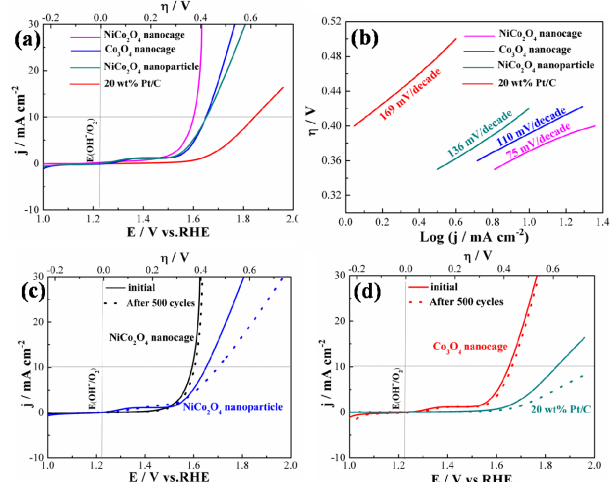 η / V
-0.2 0.0 0.2 0.4 0.6
(a)
NiCo2O4 nanocage
Co3O4 nanocage
NiCo2O4 nanoparticle
20 wt% Pt/C
30
20
10
0
-10
j / mA cm-2
E(OH-/O2)
1.0 1.2 1.4 1.6 1.8 2.0
E / V vs.RHE
(b)
NiCo2O4 nanocage
Co3O4 nanocage
NiCo2O4 nanoparticle
20 wt% Pt/C
0.52
0.48
0.44
0.40
0.36
0.32
η / V
169 mV/decade
136 mV/decade
110 mV/decade
75 mV/decade
0.0 0.2 0.4 0.6 0.8 1.0 1.2 1.4
Log (j / mA cm-2)
η / V
-0.2 0.0 0.2 0.4 0.6
(c)
initial
After 500 cycles
NiCo2O4 nanocage
NiCo2O4 nanoparticle
30
20
10
0
-10
j / mA cm-2
E(OH-/O2)
1.0 1.2 1.4 1.6 1.8 2.0
E / V vs.RHE
η / V
-0.2 0.0 0.2 0.4 0.6
(d)
initial
After 500 cycles
Co3O4 nanocage
20 wt% Pt/C
30
20
10
0
-10
j / mA cm-2
E(OH-/O2)
1.0 1.2 1.4 1.6 1.8 2.0
E / V vs.RHE